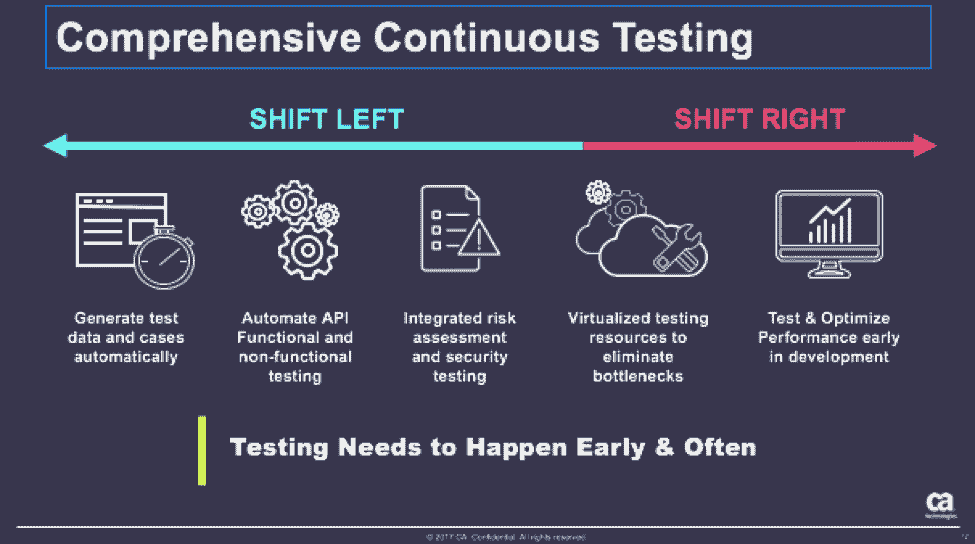 Comprehensive Continuous Testing
SHIFT LEFT
SHIFT RIGHT
Generate test
data and cases
automatically
Automate API
Functional and
non-functional
testing
Integrated risk
assessment
and security
testing
Virtualized testing
resources to
eliminate
bottlenecks
Test & Optimize
Performance early
in development
Testing Needs to Happen Early & Often
ca
technologies
© 2017 CA. Confidential. All rights reserved